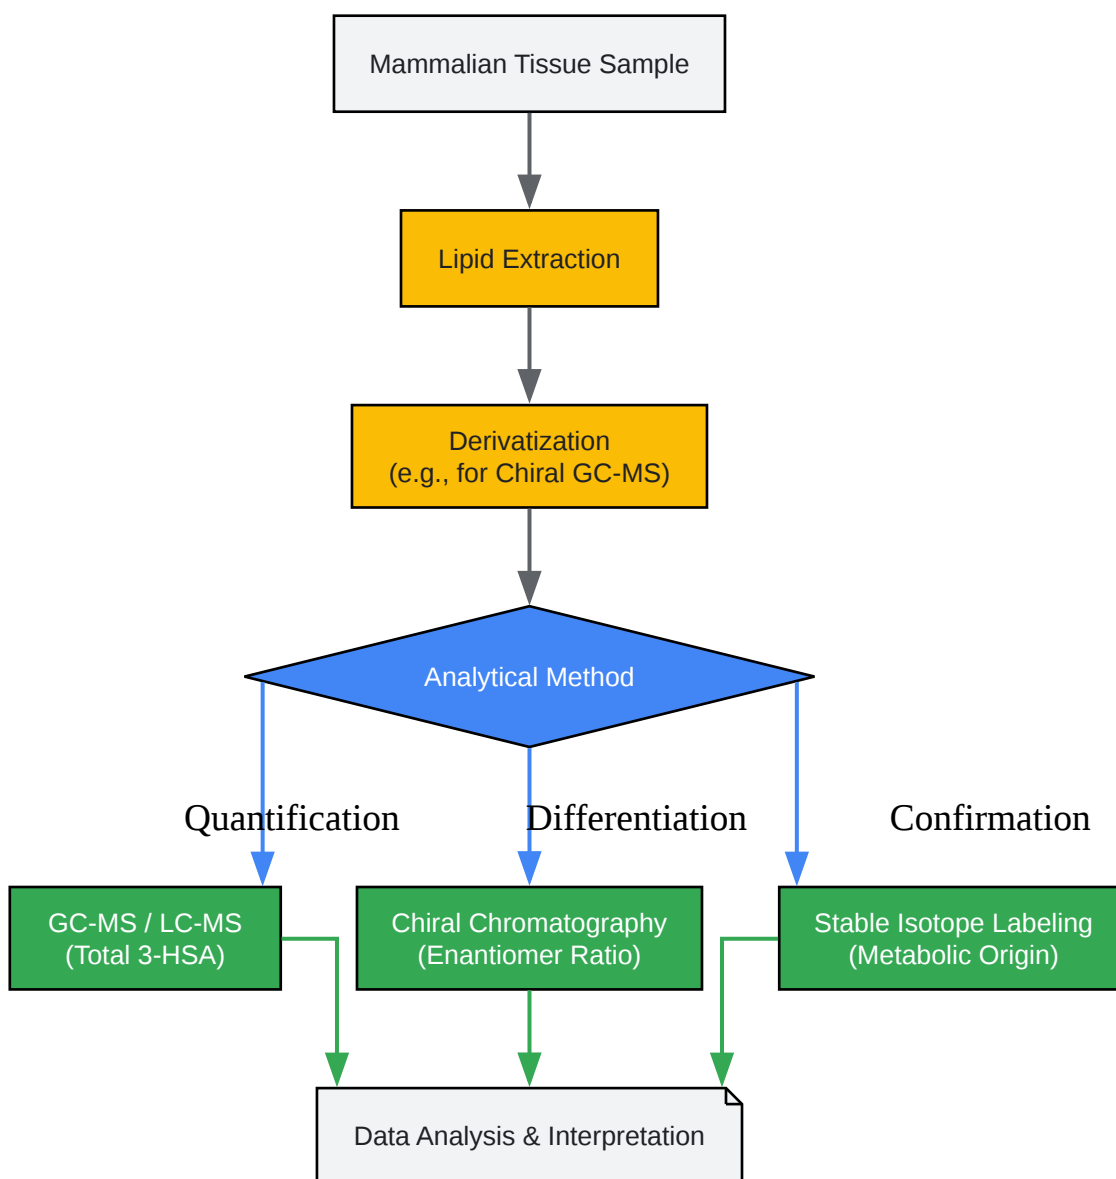 Mammalian Tissue Sample
Lipid Extraction
Derivatization
(e.g., for Chiral GC-MS)
Analytical Method
Quantification
Differentiation
Confirmation
GC-MS / LC-MS
(Total 3-HSA)
Chiral Chromatography
(Enantiomer Ratio)
Stable Isotope Labeling
(Metabolic Origin)
Data Analysis & Interpretation